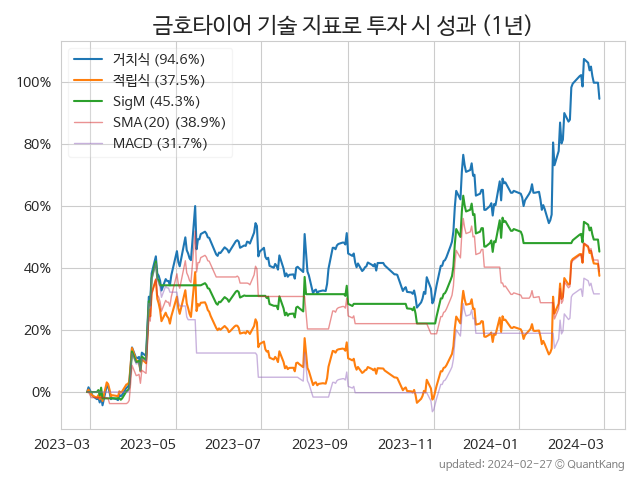 금호타이어 기술 지표로 투자 시 성과 (1년)
거치식 (94.6%)
적립식 (37.5%)
SigM (45.3%)
SMA(20) (38.9%)
MACD (31.7%)
100%
80%
60%
40%
20%
0%
2023-03 2023-05 2023-07 2023-09 2023-11 2024-01 2024-03
updated: 2024-02-27 © QuantKang